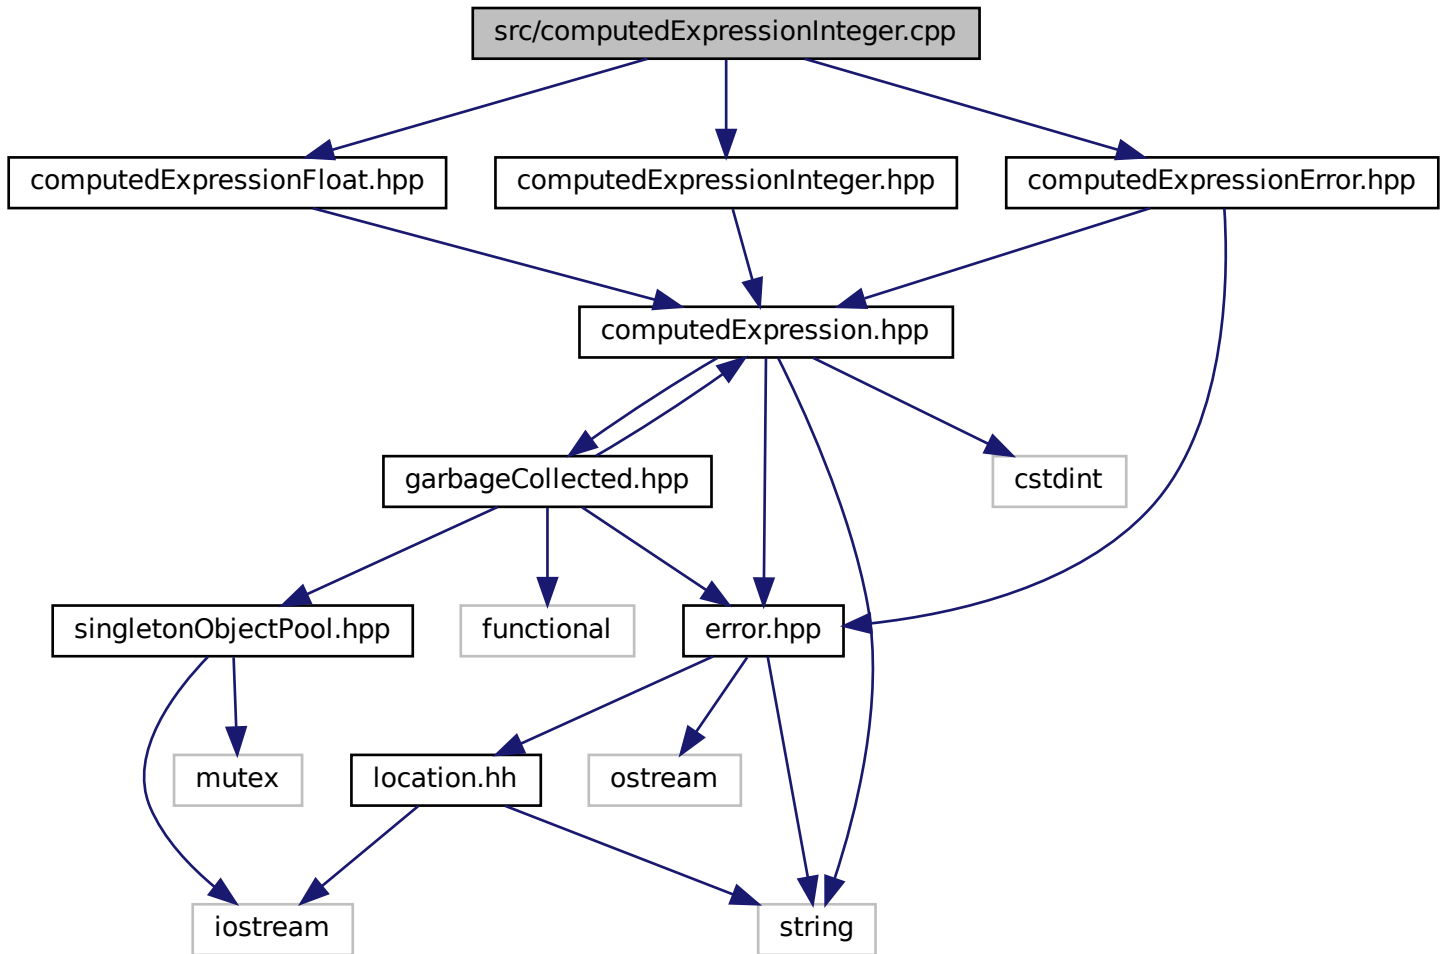 src/computedExpressionInteger.cpp
computedExpressionFloat.hpp
computedExpressionInteger.hpp
computedExpressionError.hpp
computedExpression.hpp
garbageCollected.hpp
cstdint
singletonObjectPool.hpp
functional
error.hpp
mutex
location.hh
ostream
iostream
string